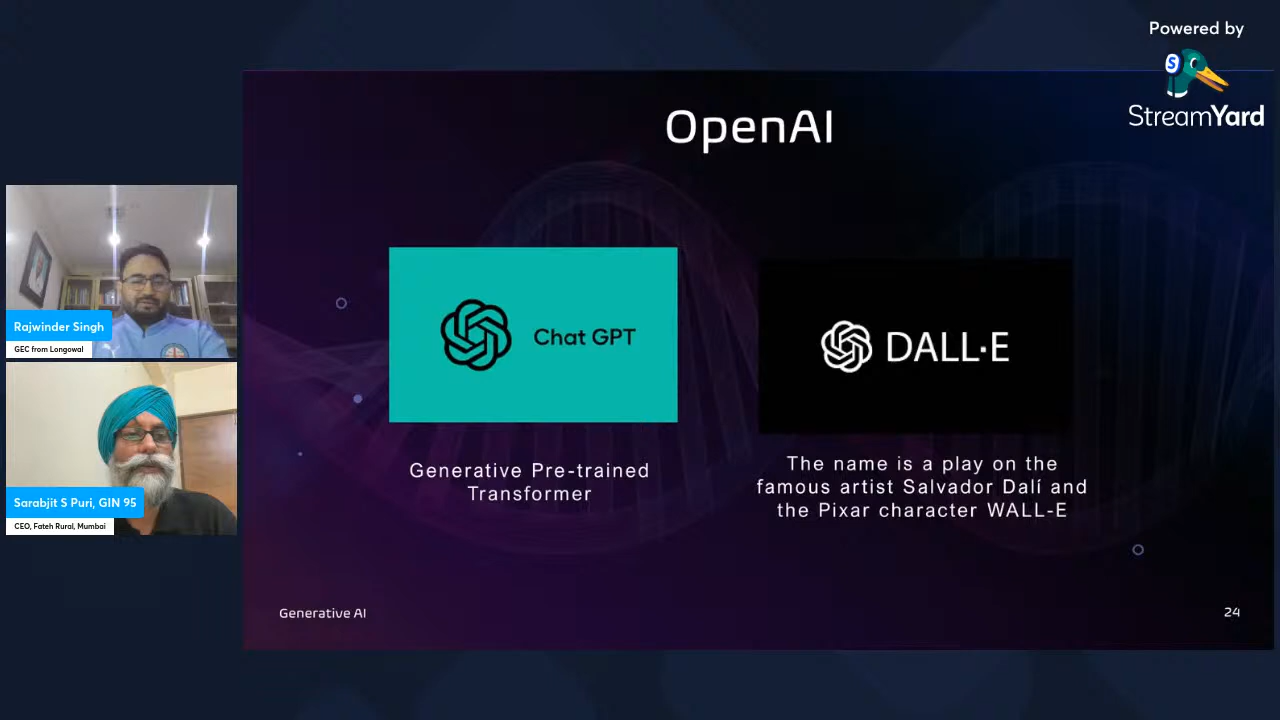 Powered by
StreamYard
OpenAI
Chat GPT
DALL·E
Generative Pre-trained
Transformer
The name is a play on the
famous artist Salvador Dalí and
the Pixar character WALL-E
Generative AI
24
Rajwinder Singh
GEC from Longowal
Sarabjit S Puri, GIN 95
CEO, Fateh Rural, Mumbai